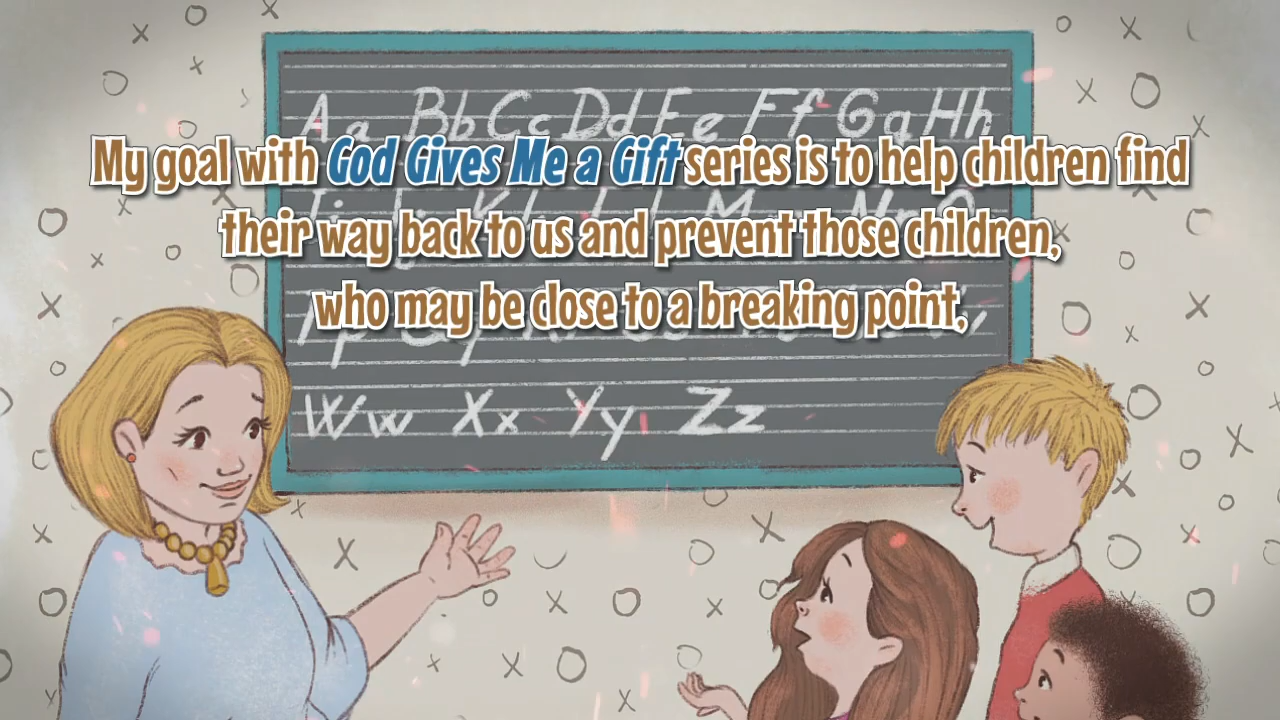 Aa Bb Cc Dd Ee Ff Gg Hh
My goal with God Gives Me a Gift series is to help children find
their way back to us and prevent those children,
who may be close to a breaking point,
Ww Xx Yy Zz